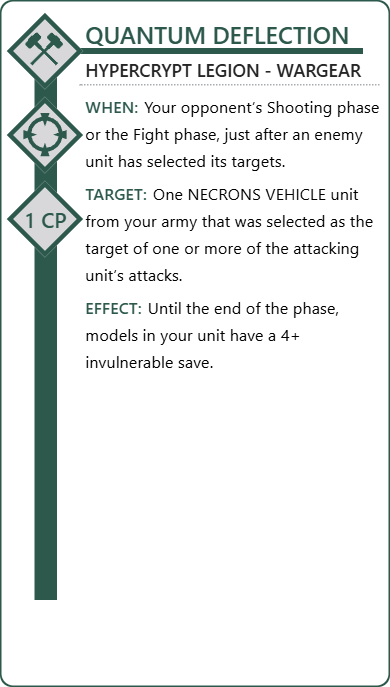 QUANTUM DEFLECTION
HYPERCRYPT LEGION - WARGEAR
WHEN: Your opponent's Shooting phase
or the Fight phase, just after an enemy
unit has selected its targets.
1 CP
TARGET: One NECRONS VEHICLE unit
from your army that was selected as the
target of one or more of the attacking
unit's attacks.
EFFECT: Until the end of the phase,
models in your unit have a 4+
invulnerable save.